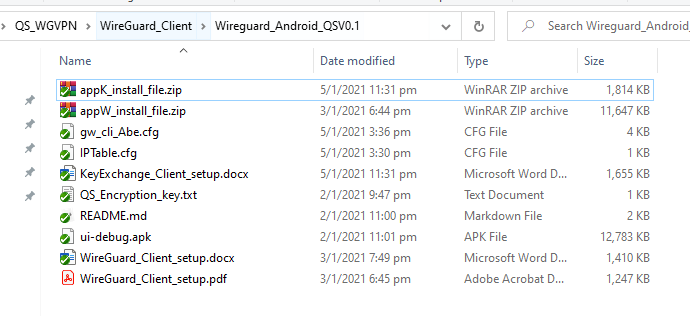 QS_WGVPN > WireGuard_Client > Wireguard_Android_QSV0.1 Search Wireguard_Android_
Name Date modified Type Size
appK_install_file.zip 5/1/2021 11:31 pm WinRAR ZIP archive 1,814 KB
appW_install_file.zip 3/1/2021 6:44 pm WinRAR ZIP archive 11,647 KB
gw_cli_Abe.cfg 5/1/2021 3:36 pm CFG File 4 KB
IPTable.cfg 5/1/2021 3:30 pm CFG File 1 KB
KeyExchange_Client_setup.docx 5/1/2021 11:31 pm Microsoft Word D... 1,655 KB
QS_Encryption_key.txt 2/1/2021 9:47 pm Text Document 1 KB
README.md 2/1/2021 11:00 pm Markdown File 2 KB
ui-debug.apk 2/1/2021 11:01 pm APK File 12,783 KB
WireGuard_Client_setup.docx 3/1/2021 7:49 pm Microsoft Word D... 1,410 KB
WireGuard_Client_setup.pdf 3/1/2021 6:45 pm Adobe Acrobat D... 1,247 KB